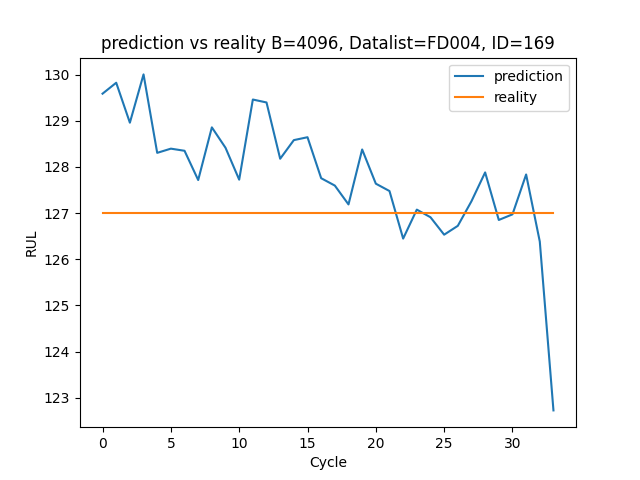 prediction vs reality B=4096, Datalist=FD004, ID=169
prediction
reality
RUL
130
129
128
127
126
125
124
123
0 5 10 15 20 25 30
Cycle